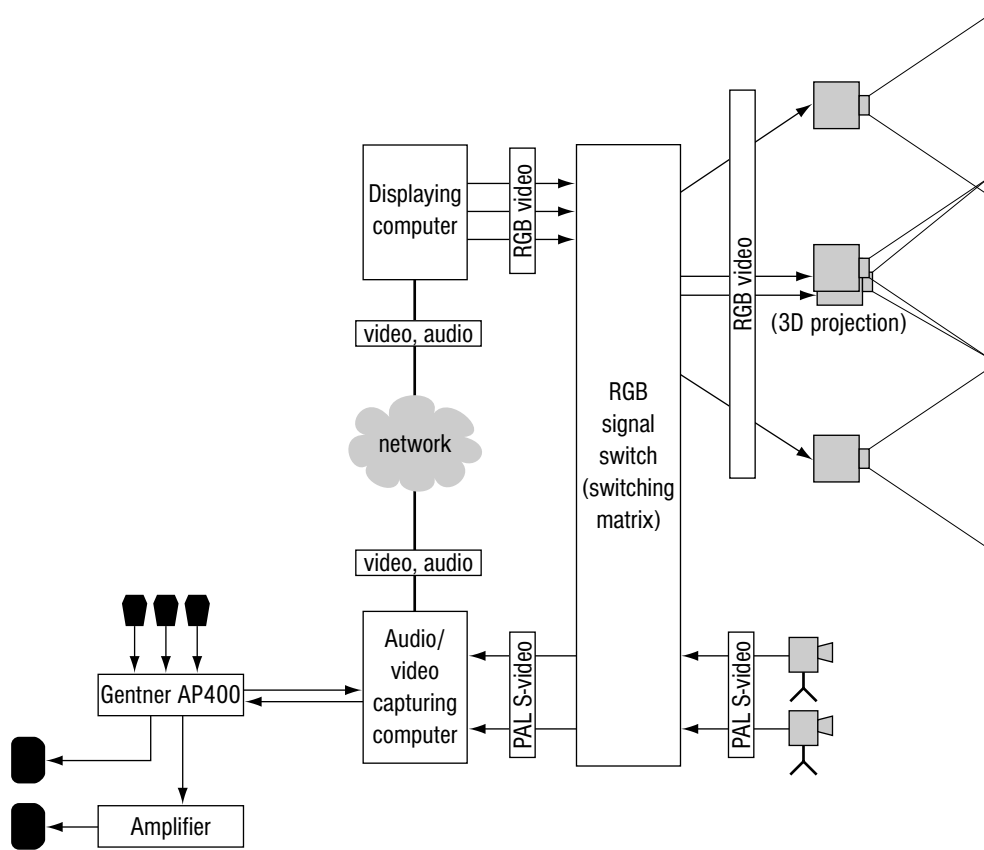 Displaying
computer
RGB video
RGB video
(3D projection)
video, audio
network
RGB
signal
switch
(switching
matrix)
video, audio
Audio/
video
capturing
computer
PAL S-video
PAL S-video
Gentner AP400
Amplifier